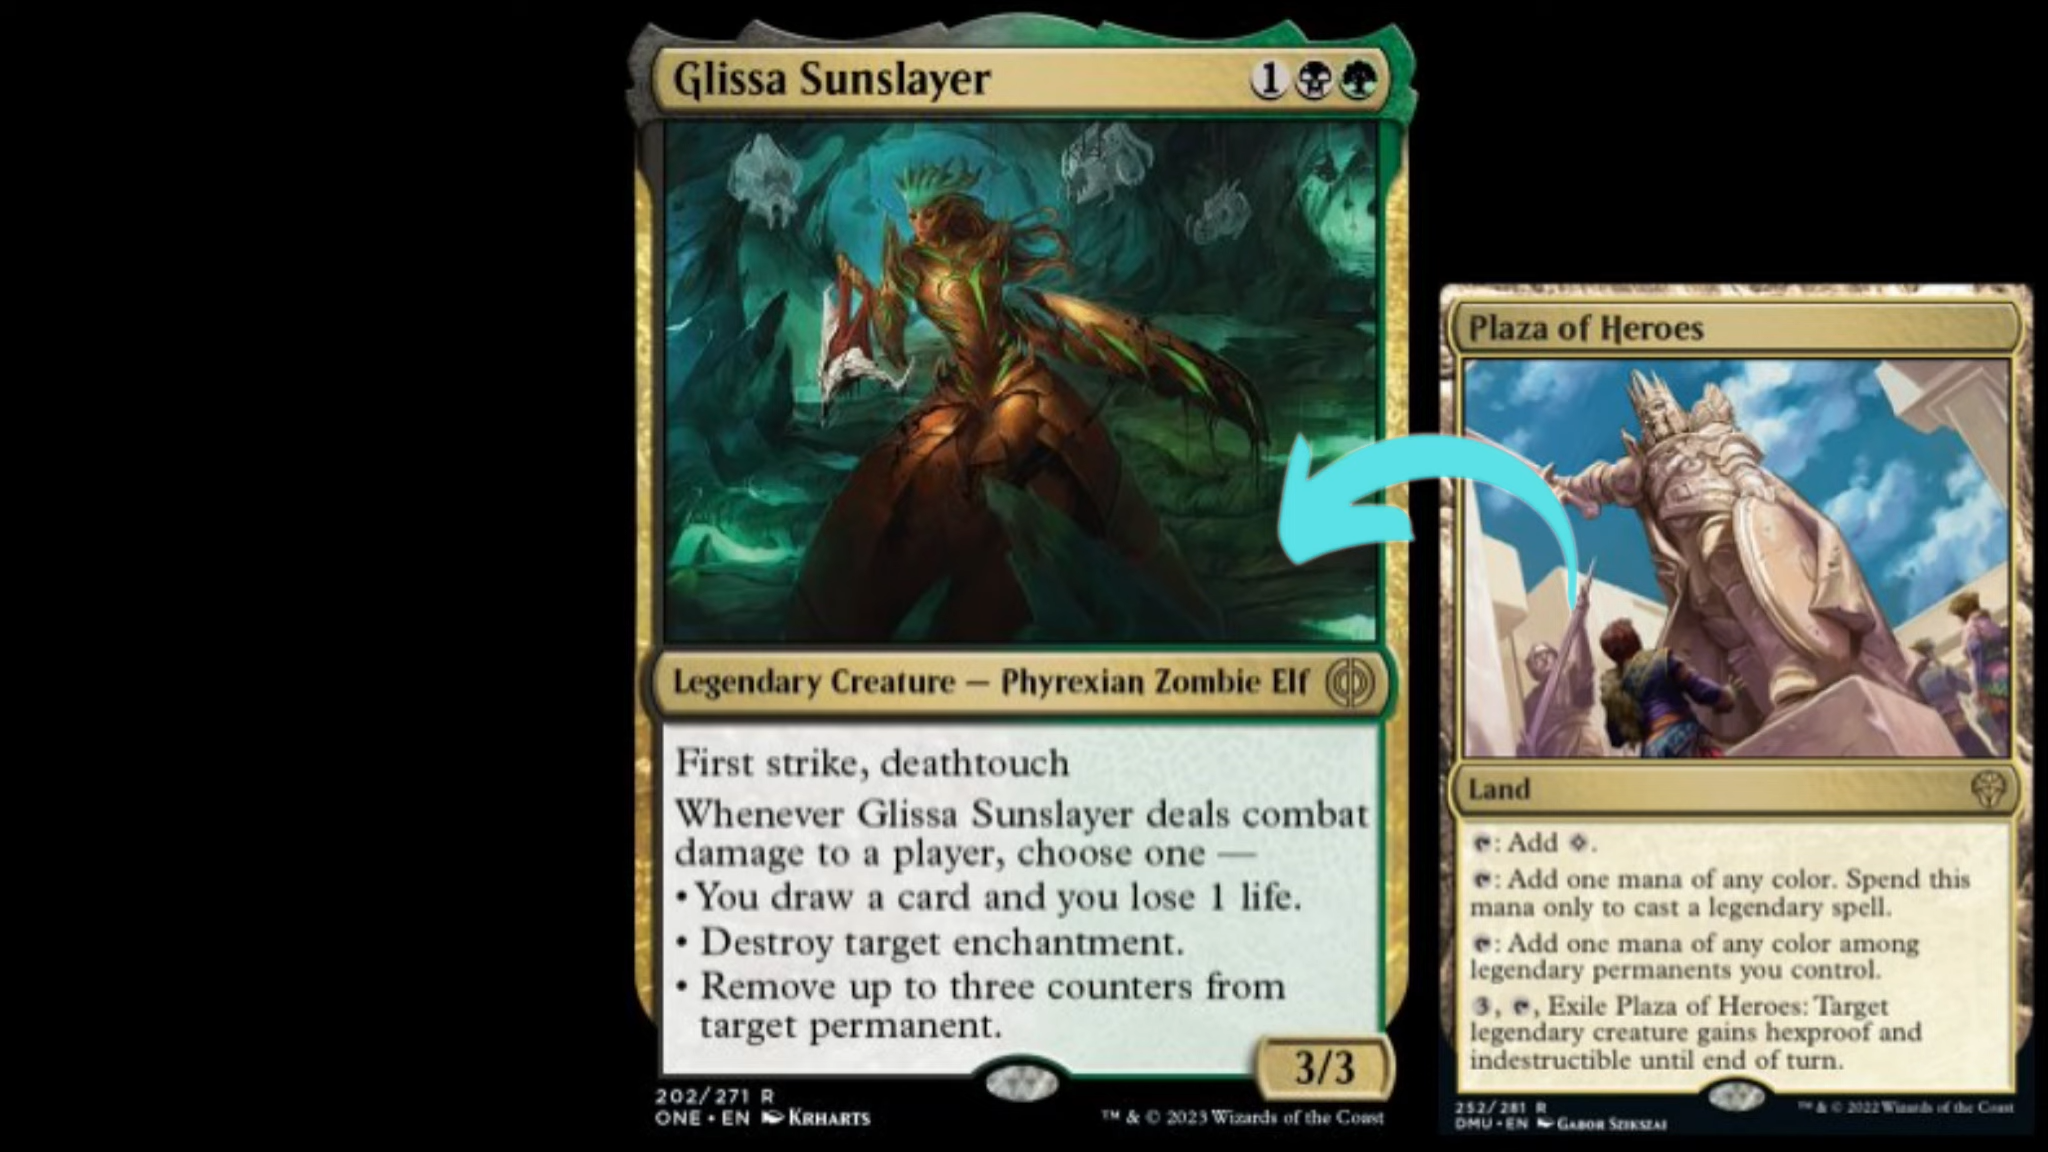 Glissa Sunslayer 1
Legendary Creature — Phyrexian Zombie Elf
First strike, deathtouch
Whenever Glissa Sunslayer deals combat
damage to a player, choose one —
• You draw a card and you lose 1 life.
• Destroy target enchantment.
• Remove up to three counters from
target permanent.
3/3
202/271 R
ONE • EN KRHARTS
™ & © 2023 Wizards of the Coast
Plaza of Heroes
Land
: Add .
: Add one mana of any color. Spend this
mana only to cast a legendary spell.
: Add one mana of any color among
legendary permanents you control.
3, , Exile Plaza of Heroes: Target
legendary creature gains hexproof and
indestructible until end of turn.
252/281 R
DMU • EN GABOR SZIKSZAI
™ & © 2022 Wizards of the Coast